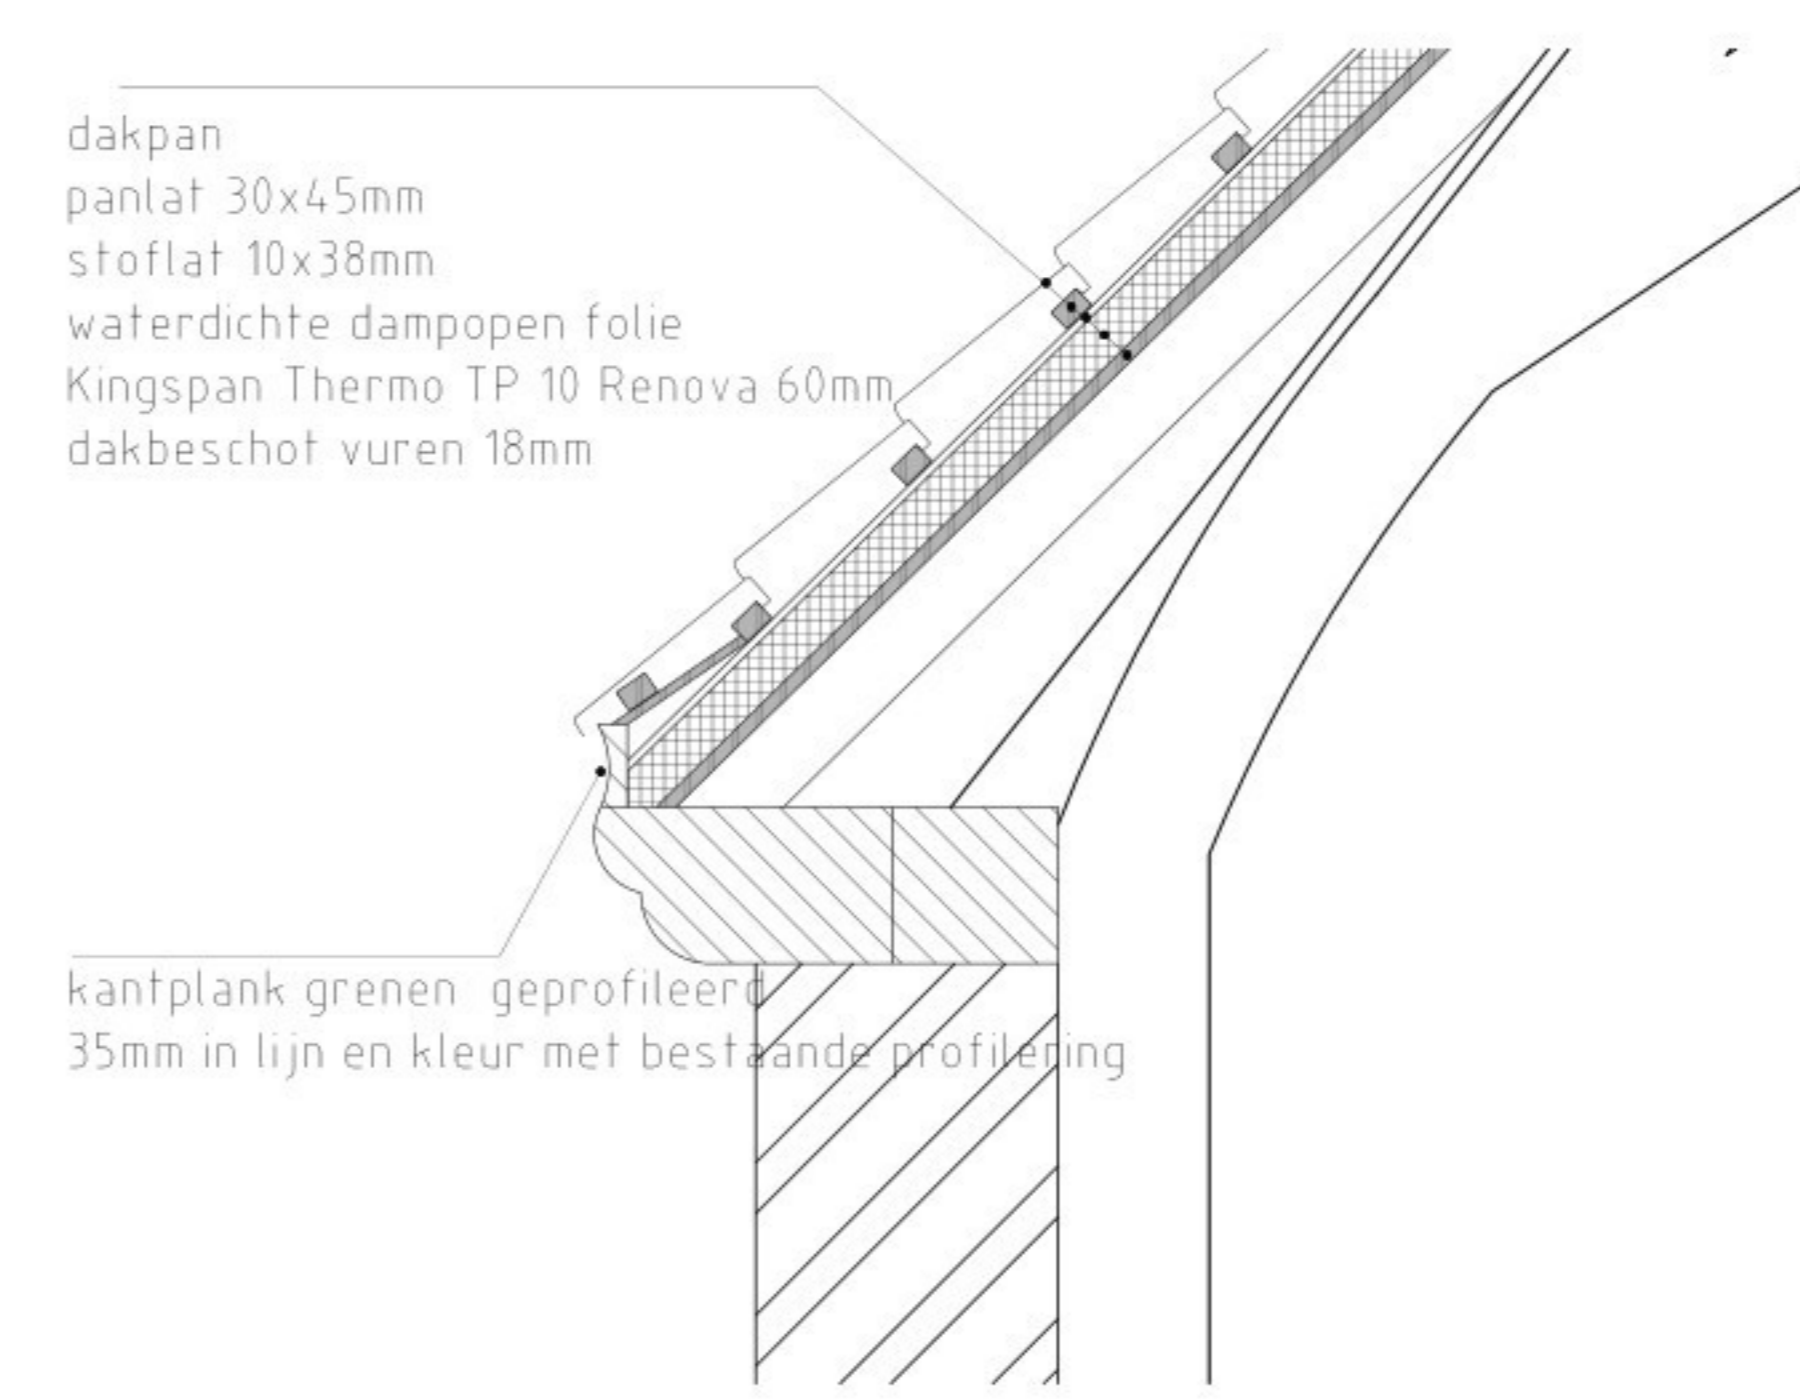 dakpan
panlat 30x45mm
stoflat 10x38mm
waterdichte dampopen folie
Kingspan Thermo TP 10 Renova 60mm
dakbeschot vuren 18mm
kantplank grenen geprofileerd
35mm in lijn en kleur met bestaande profilering